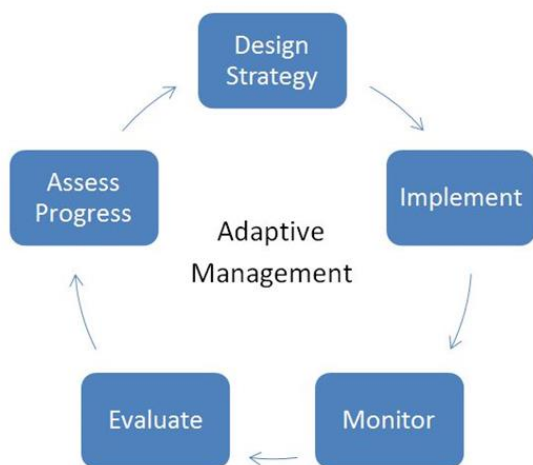 Design
Strategy
Implement
Monitor
Evaluate
Assess
Progress
Adaptive
Management